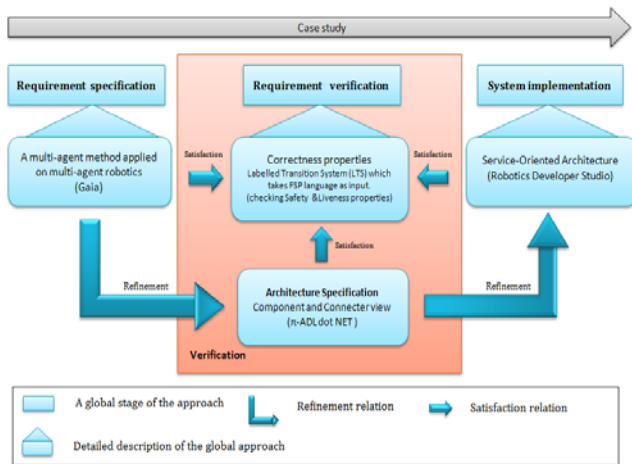 Case study
Requirement specification
Requirement verification
System implementation
A multi-agent method applied
on multi-agent robotics
(Gaia)
Satisfaction
Correctness properties
Labelled Transition System (LTS) which
takes FSP language as input.
(checking Safety &Liveness properties)
Satisfaction
Service-Oriented Architecture
(Robotics Developer Studio)
Satisfaction
Refinement
Architecture Specification
Component and Connecter view
(π-ADL dot NET )
Refinement
Verification
A global stage of the approach
Refinement relation
Satisfaction relation
Detailed description of the global approach